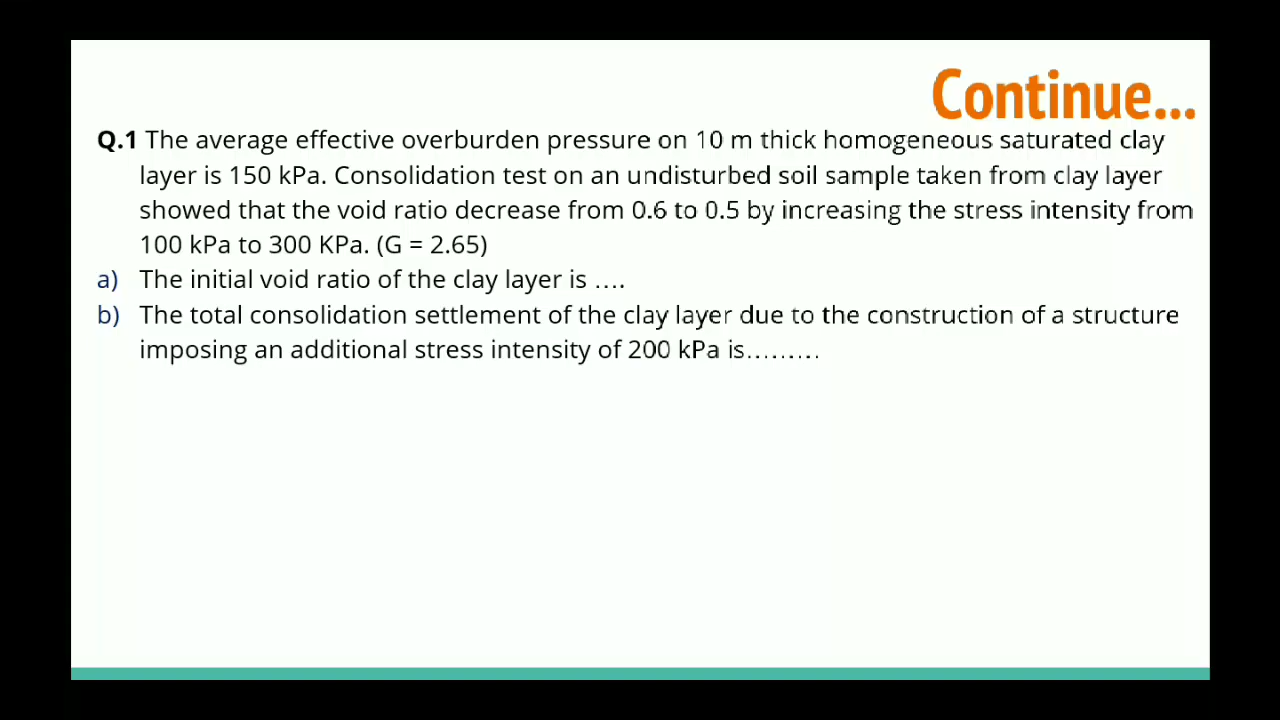 Continue...
Q.1 The average effective overburden pressure on 10 m thick homogeneous saturated clay
layer is 150 kPa. Consolidation test on an undisturbed soil sample taken from clay layer
showed that the void ratio decrease from 0.6 to 0.5 by increasing the stress intensity from
100 kPa to 300 KPa. (G = 2.65)
a) The initial void ratio of the clay layer is ....
b) The total consolidation settlement of the clay layer due to the construction of a structure
imposing an additional stress intensity of 200 kPa is.........